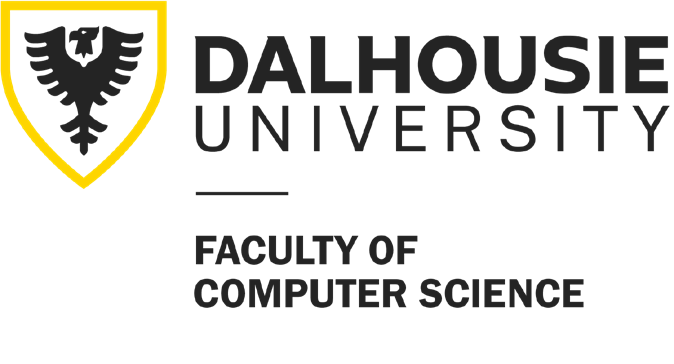 DALHOUSIE
UNIVERSITY
FACULTY OF
COMPUTER SCIENCE